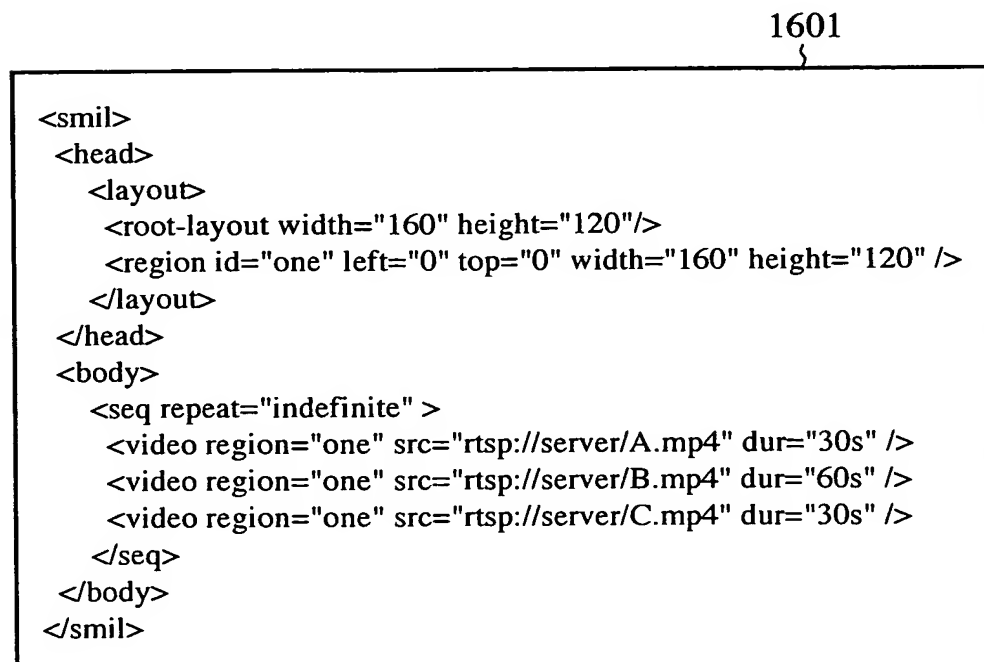 1601
<smil>
<head>
<layout>
<root-layout width="160" height="120"/>
<region id="one" left="0" top="0" width="160" height="120" />
</layout>
</head>
<body>
<seq repeat="indefinite" >
<video region="one" src="rtsp://server/A.mp4" dur="30s" />
<video region="one" src="rtsp://server/B.mp4" dur="60s" />
<video region="one" src="rtsp://server/C.mp4" dur="30s" />
</seq>
</body>
</smil>